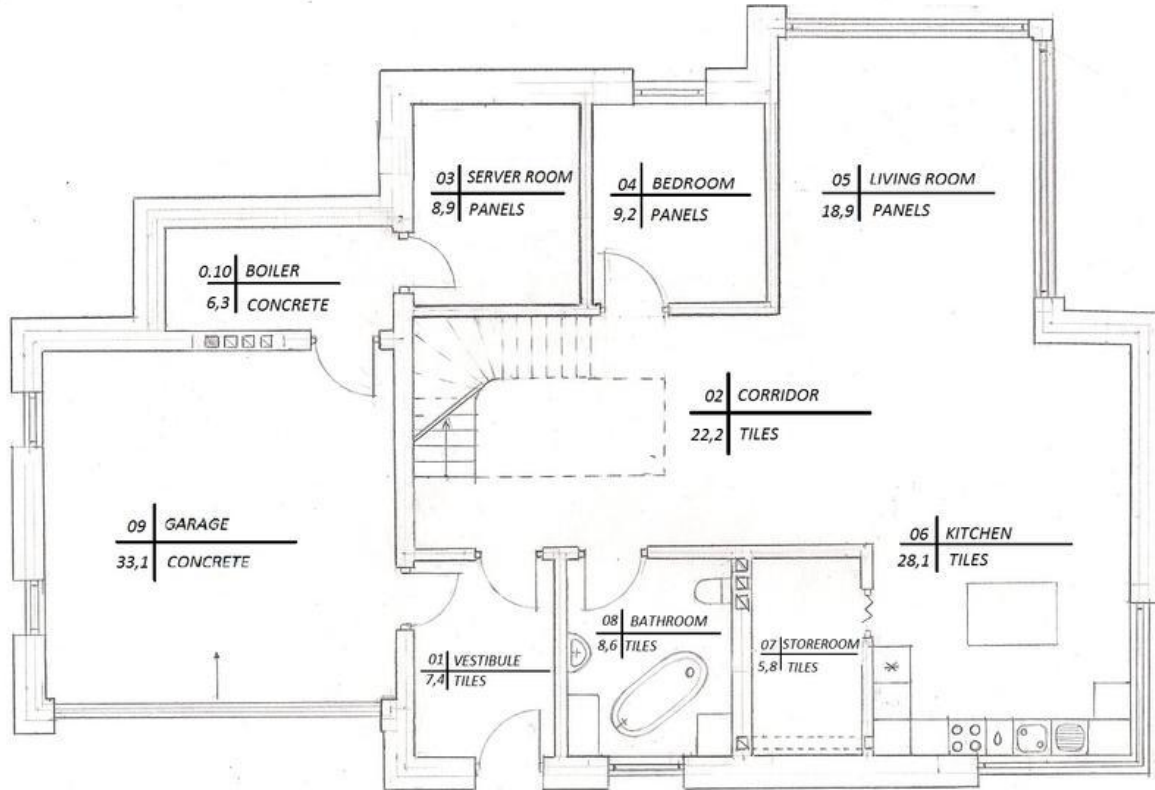 03 SERVER ROOM
8,9 PANELS
04 BEDROOM
9,2 PANELS
05 LIVING ROOM
18,9 PANELS
0.10 BOILER
6,3 CONCRETE
02 CORRIDOR
22,2 TILES
09 GARAGE
33,1 CONCRETE
06 KITCHEN
28,1 TILES
08 BATHROOM
8,6 TILES
07 STOREROOM
5,8 TILES
01 VESTIBULE
7,4 TILES